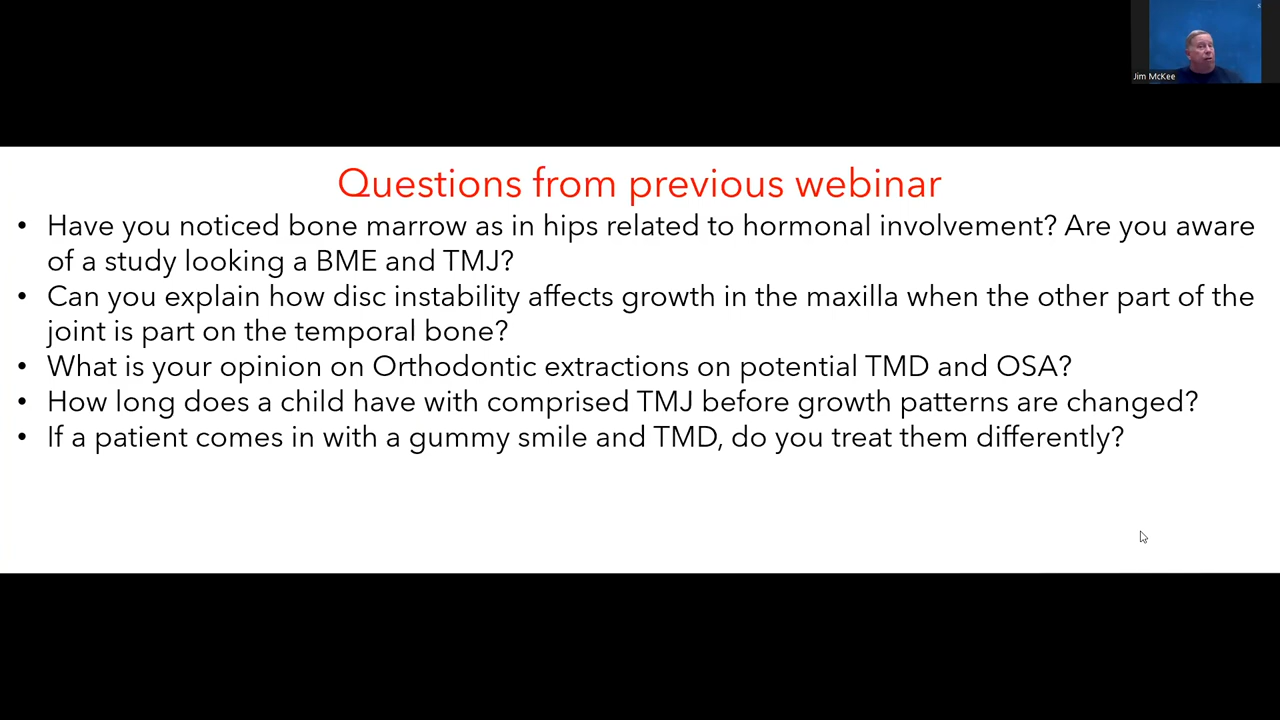 Jim McKee
Questions from previous webinar
• Have you noticed bone marrow as in hips related to hormonal involvement? Are you aware
of a study looking a BME and TMJ?
• Can you explain how disc instability affects growth in the maxilla when the other part of the
joint is part on the temporal bone?
• What is your opinion on Orthodontic extractions on potential TMD and OSA?
• How long does a child have with comprised TMJ before growth patterns are changed?
• If a patient comes in with a gummy smile and TMD, do you treat them differently?